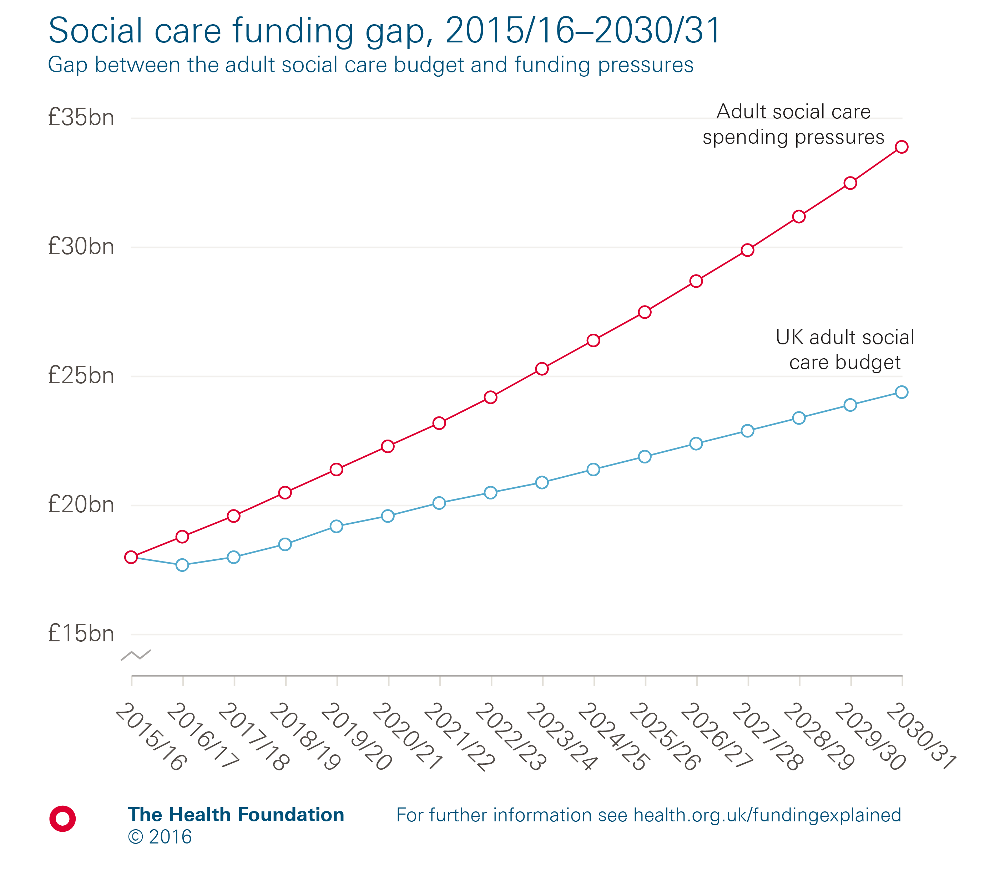 Social care funding gap, 2015/16–2030/31
Gap between the adult social care budget and funding pressures
£35bn
Adult social care
spending pressures
£30bn
UK adult social
care budget
£25bn
£20bn
£15bn
2015/16
2016/17
2017/18
2018/19
2019/20
2020/21
2021/22
2022/23
2023/24
2024/25
2025/26
2026/27
2027/28
2028/29
2029/30
2030/31
The Health Foundation
© 2016
For further information see health.org.uk/fundingexplained